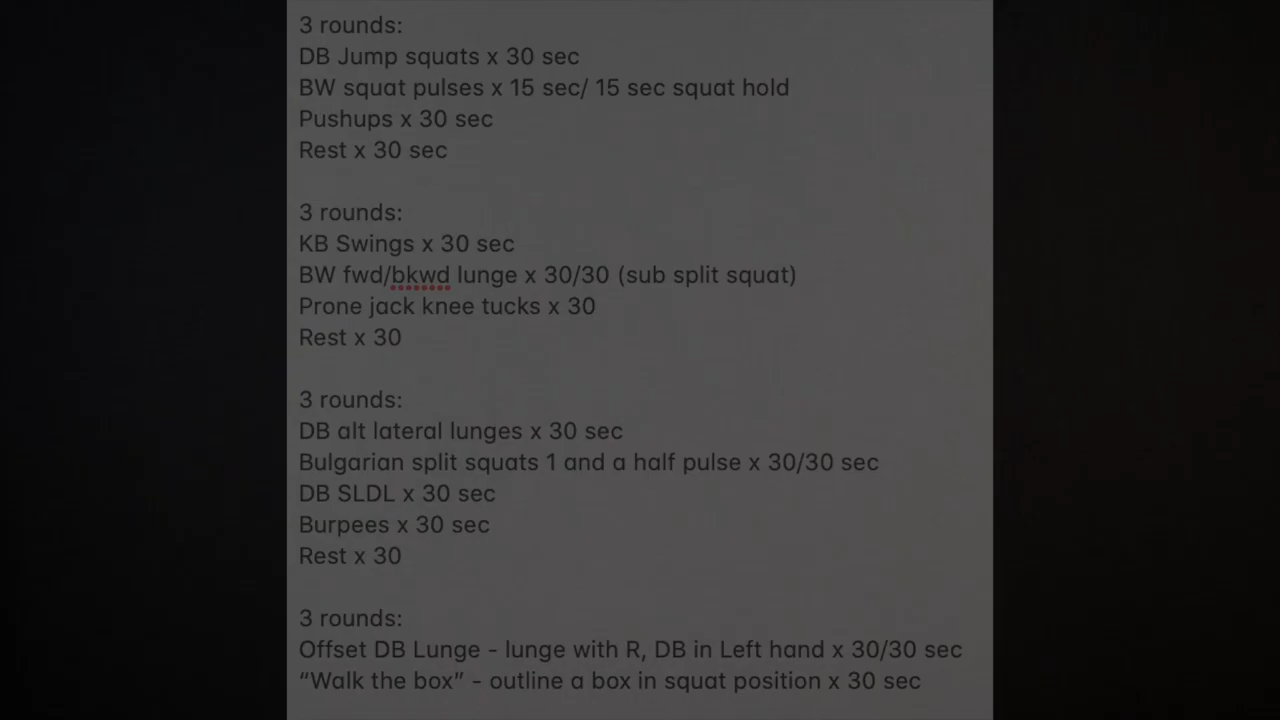 3 rounds:
DB Jump squats x 30 sec
BW squat pulses x 15 sec/ 15 sec squat hold
Pushups x 30 sec
Rest x 30 sec
3 rounds:
KB Swings x 30 sec
BW fwd/bkwd lunge x 30/30 (sub split squat)
Prone jack knee tucks x 30
Rest x 30
3 rounds:
DB alt lateral lunges x 30 sec
Bulgarian split squats 1 and a half pulse x 30/30 sec
DB SLDL x 30 sec
Burpees x 30 sec
Rest x 30
3 rounds:
Offset DB Lunge - lunge with R, DB in Left hand x 30/30 sec
“Walk the box” - outline a box in squat position x 30 sec